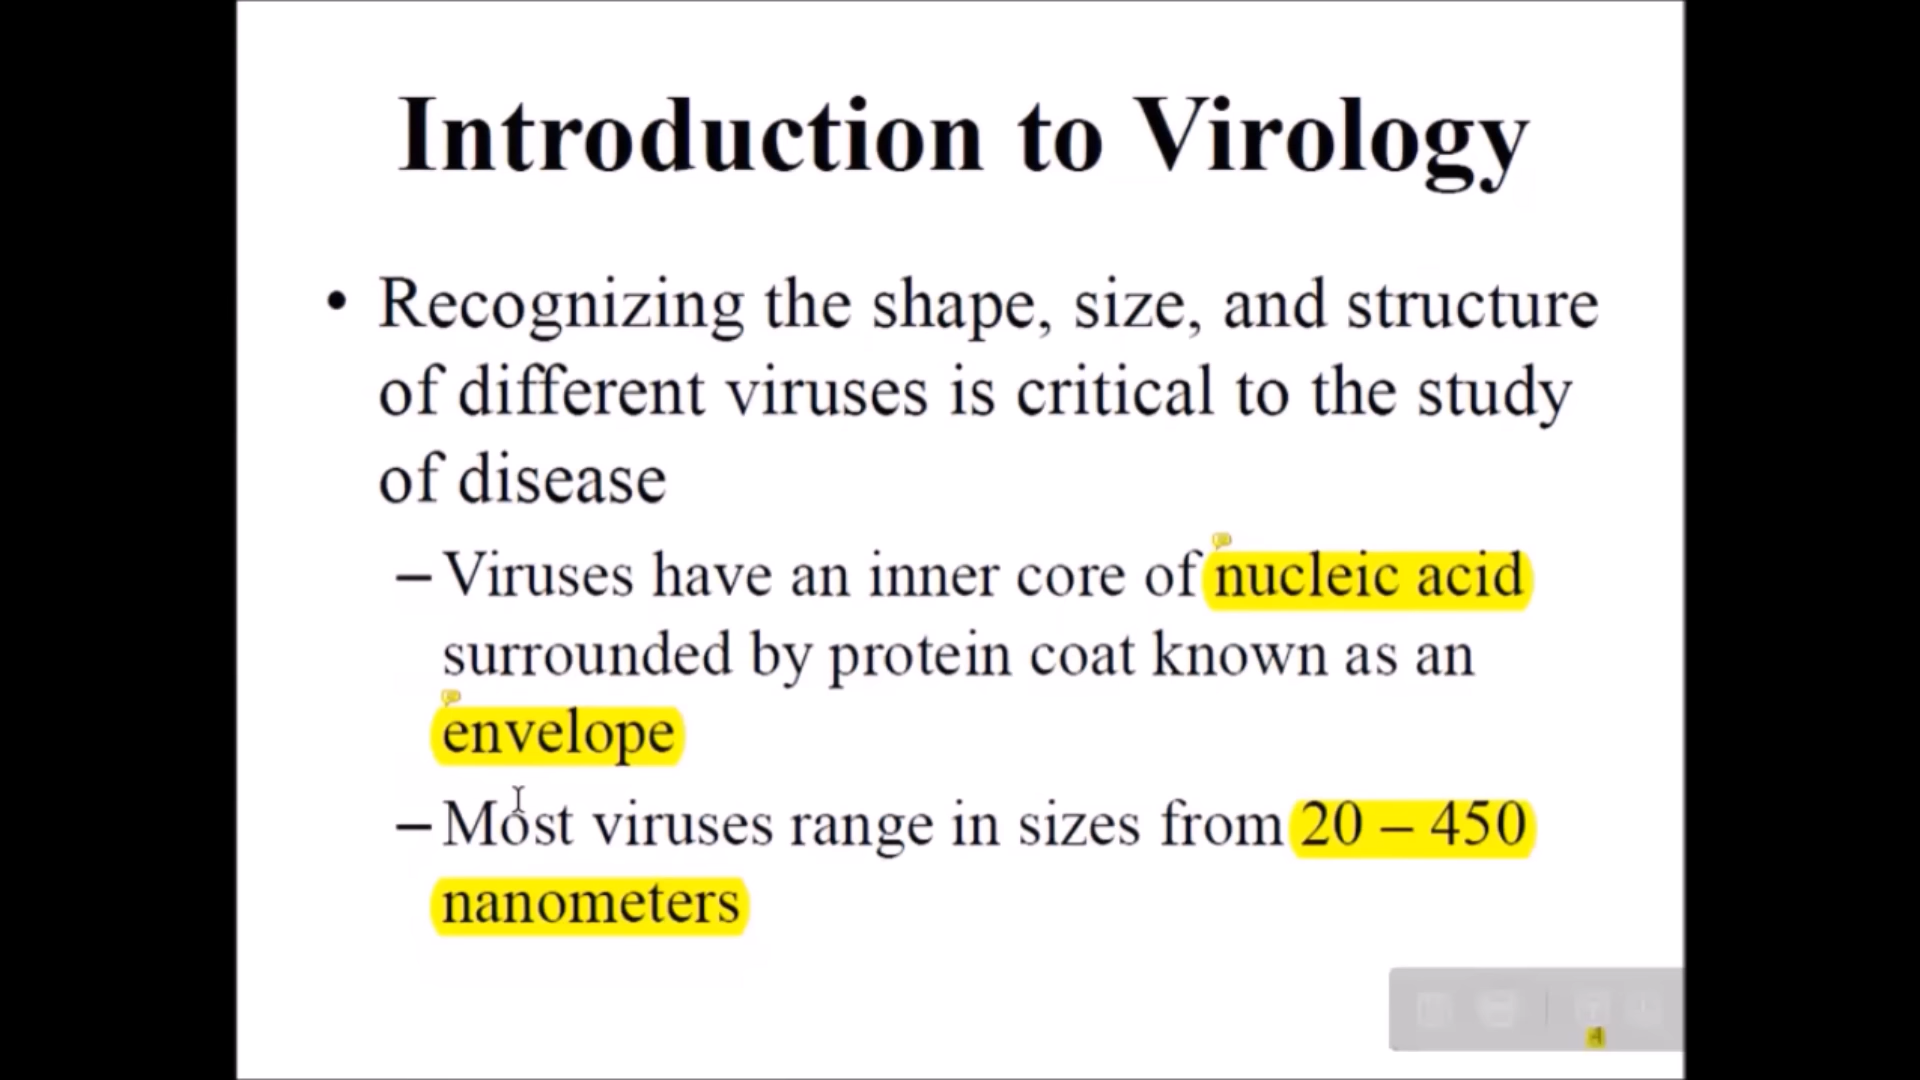 Introduction to Virology
• Recognizing the shape, size, and structure
of different viruses is critical to the study
of disease
– Viruses have an inner core of nucleic acid
surrounded by protein coat known as an
envelope
– Most viruses range in sizes from 20 – 450
nanometers